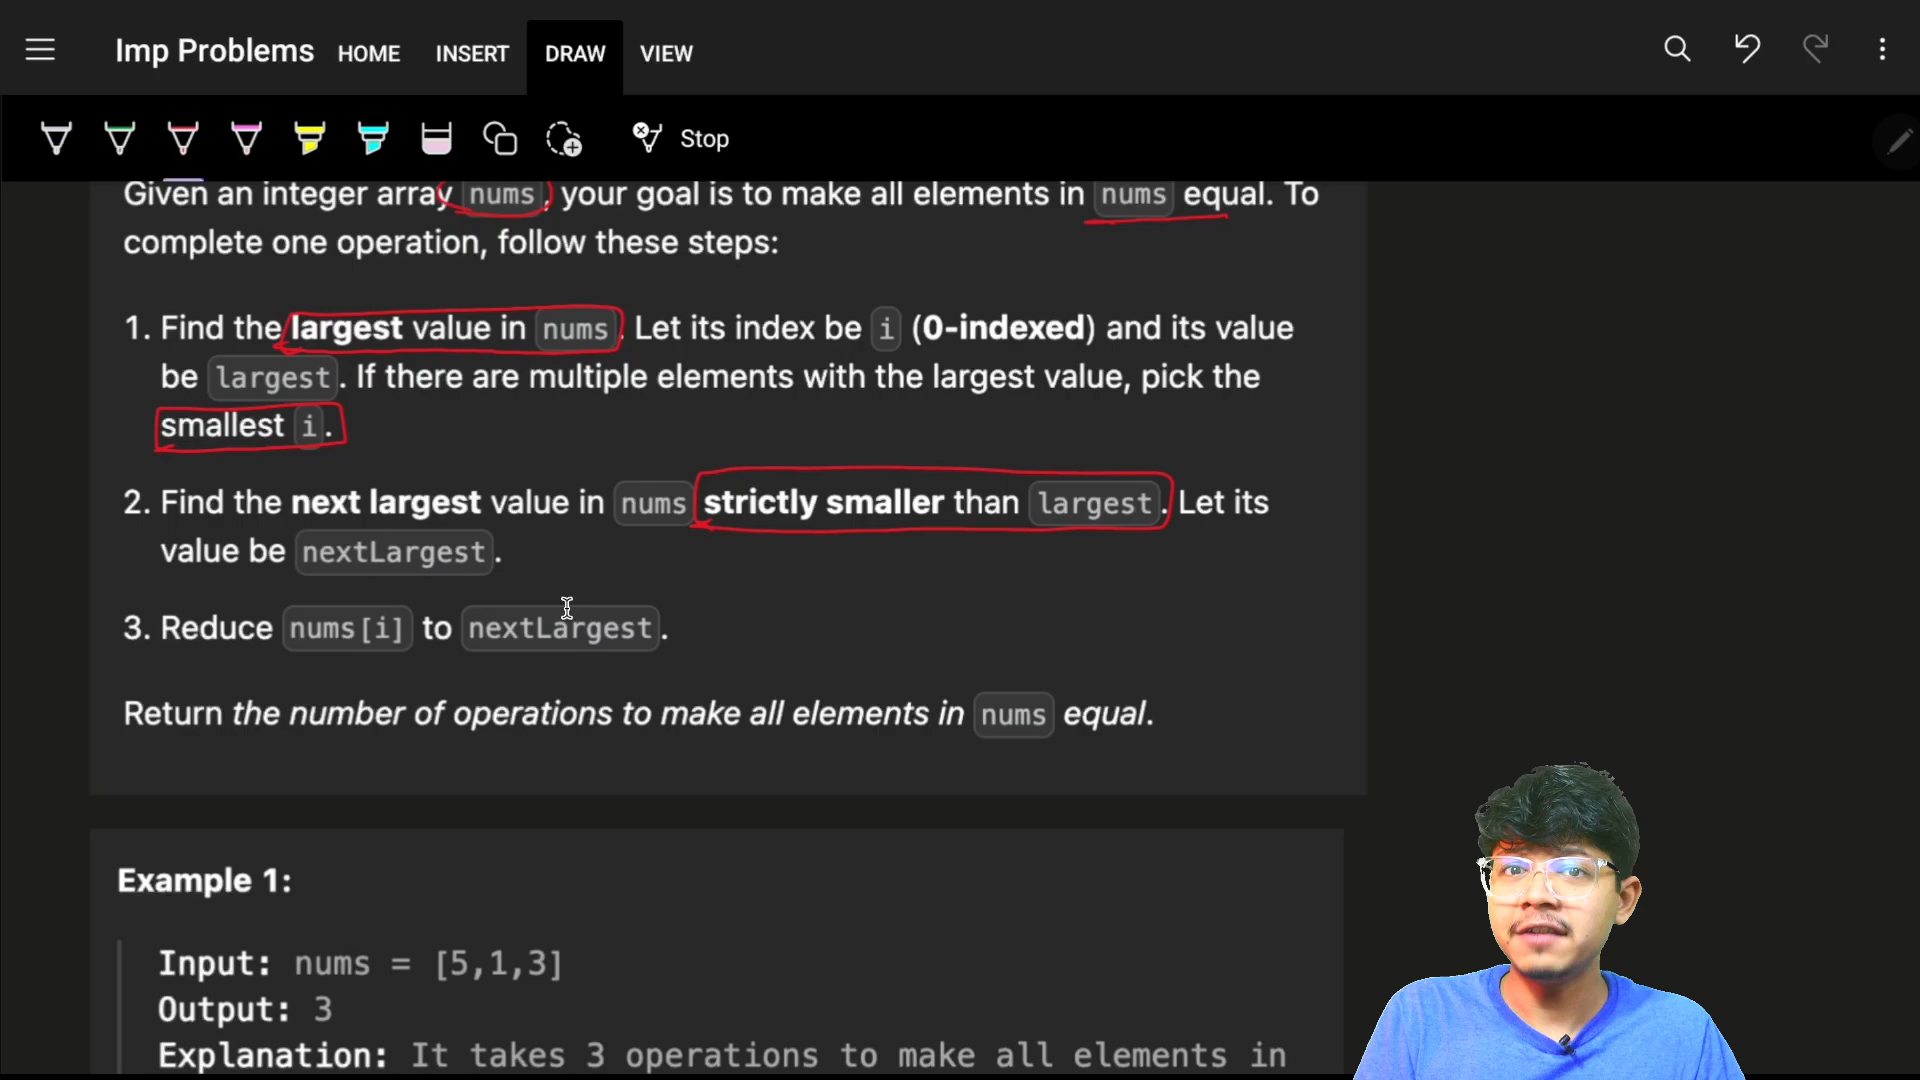 Imp Problems HOME INSERT DRAW VIEW
Stop
Given an integer array nums, your goal is to make all elements in nums equal. To
complete one operation, follow these steps:
1. Find the largest value in nums. Let its index be i (0-indexed) and its value
be largest. If there are multiple elements with the largest value, pick the
smallest i.
2. Find the next largest value in nums strictly smaller than largest. Let its
value be nextLargest.
3. Reduce nums[i] to nextLargest.
Return the number of operations to make all elements in nums equal.
Example 1:
Input: nums = [5,1,3]
Output: 3
Explanation: It takes 3 operations to make all elements in